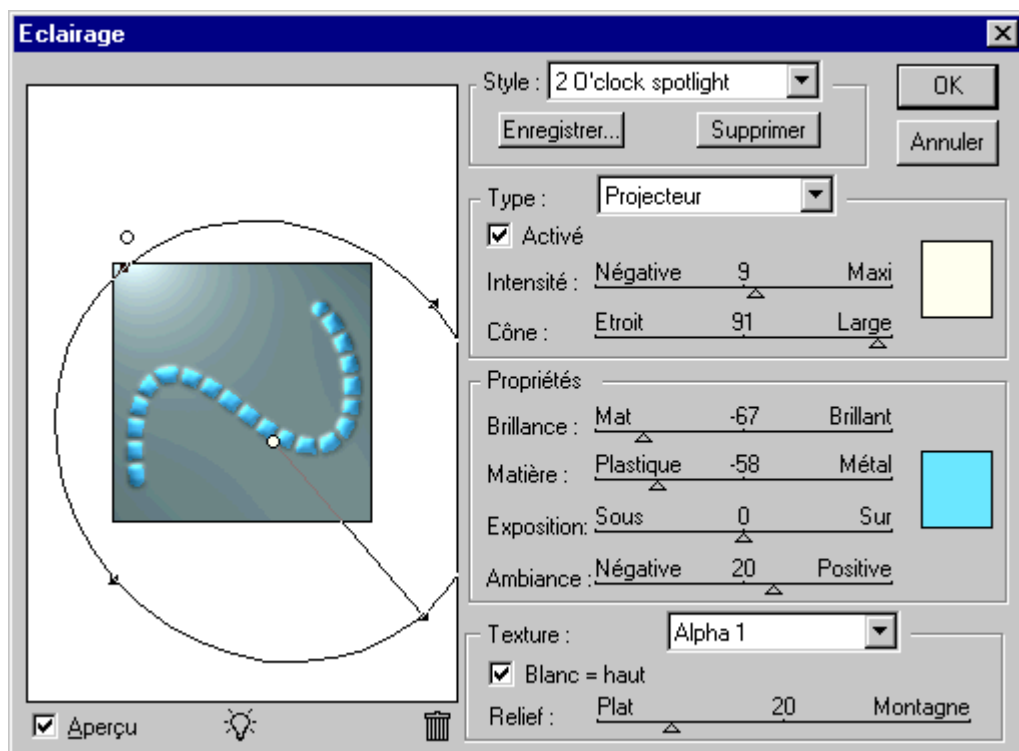 Eclairage
Style : 2 O'clock spotlight
Enregistrer... Supprimer
OK
Annuler
Type : Projecteur
Activé
Intensité : Négative 9 Maxi
Cône : Etroit 91 Large
Propriétés
Brillance : Mat -67 Brillant
Matière : Plastique -58 Métal
Exposition: Sous 0 Sur
Ambiance : Négative 20 Positive
Texture : Alpha 1
Blanc = haut
Relief : Plat 20 Montagne
Aperçu